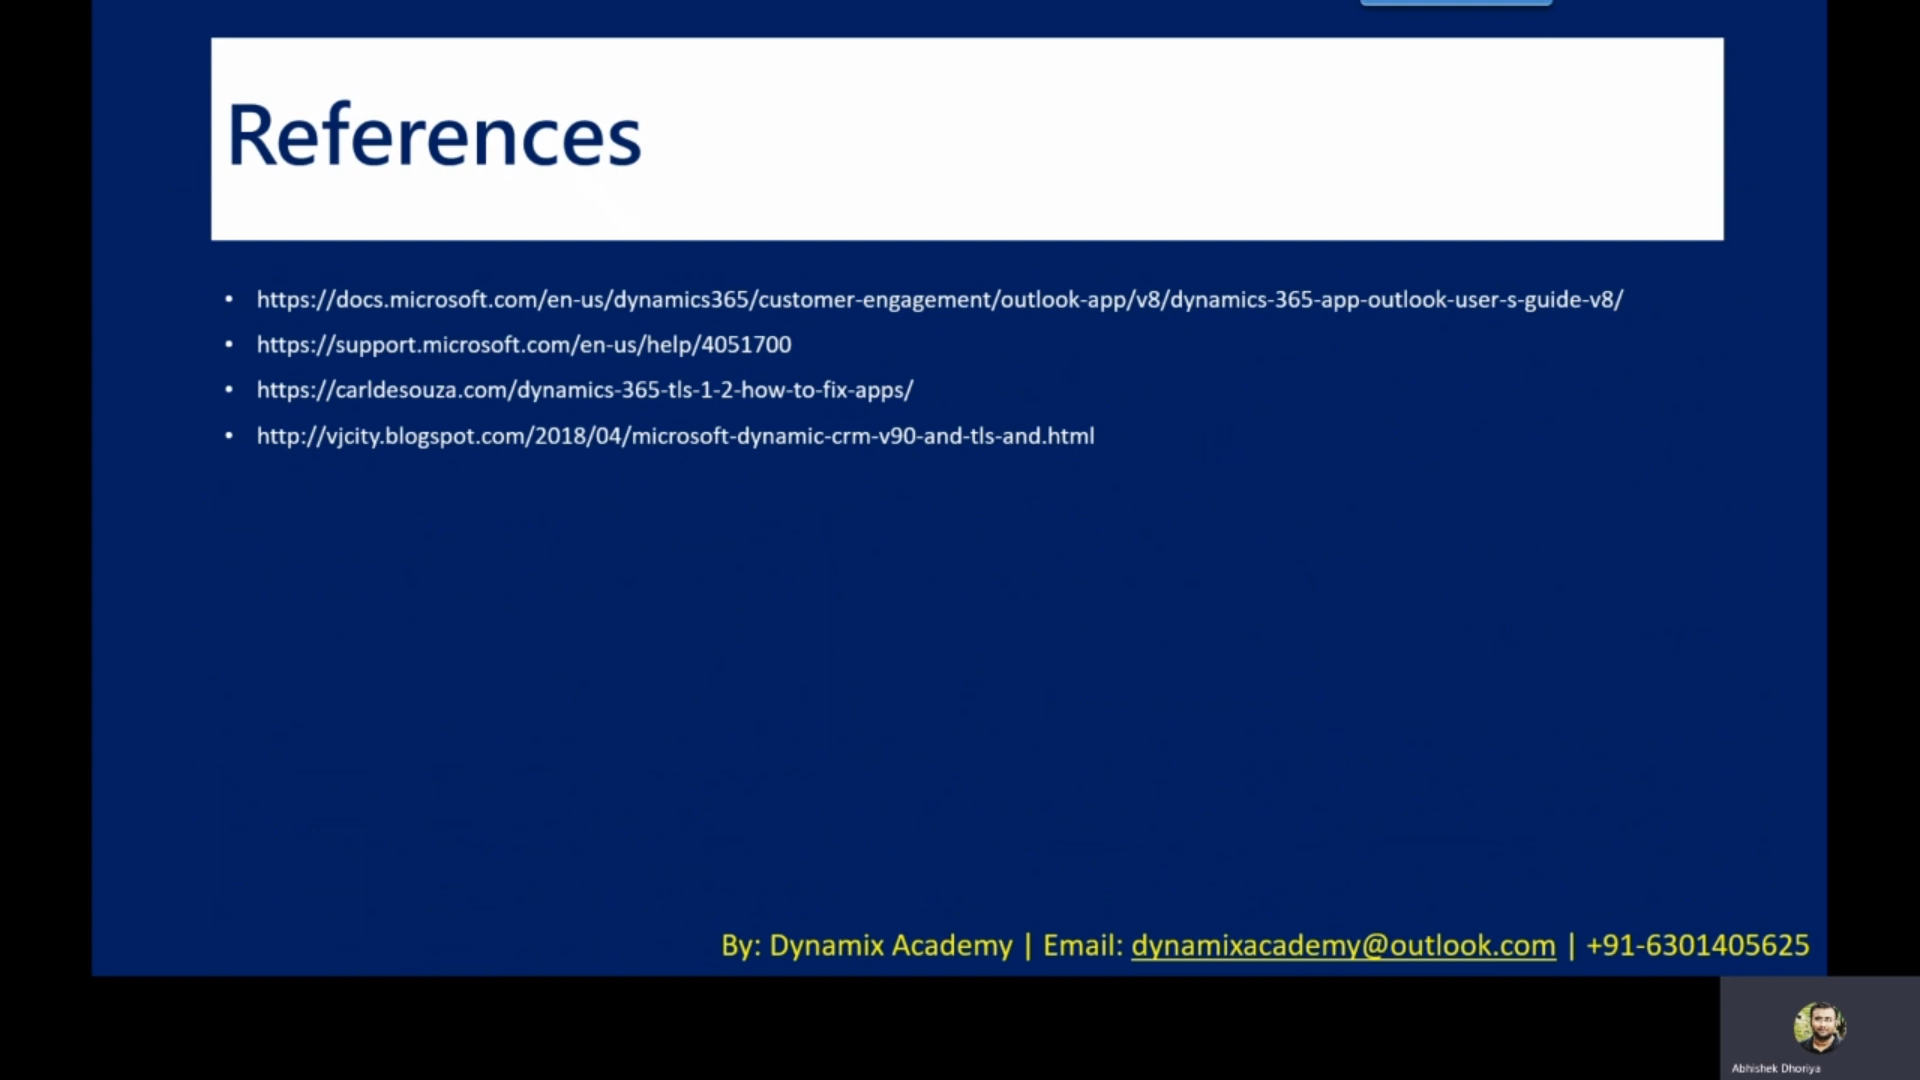 References
• https://docs.microsoft.com/en-us/dynamics365/customer-engagement/outlook-app/v8/dynamics-365-app-outlook-user-s-guide-v8/
• https://support.microsoft.com/en-us/help/4051700
• https://carldesouza.com/dynamics-365-tls-1-2-how-to-fix-apps/
• http://vjcity.blogspot.com/2018/04/microsoft-dynamic-crm-v90-and-tls-and.html
By: Dynamix Academy | Email: dynamixacademy@outlook.com | +91-6301405625
Abhishek Dhoriya